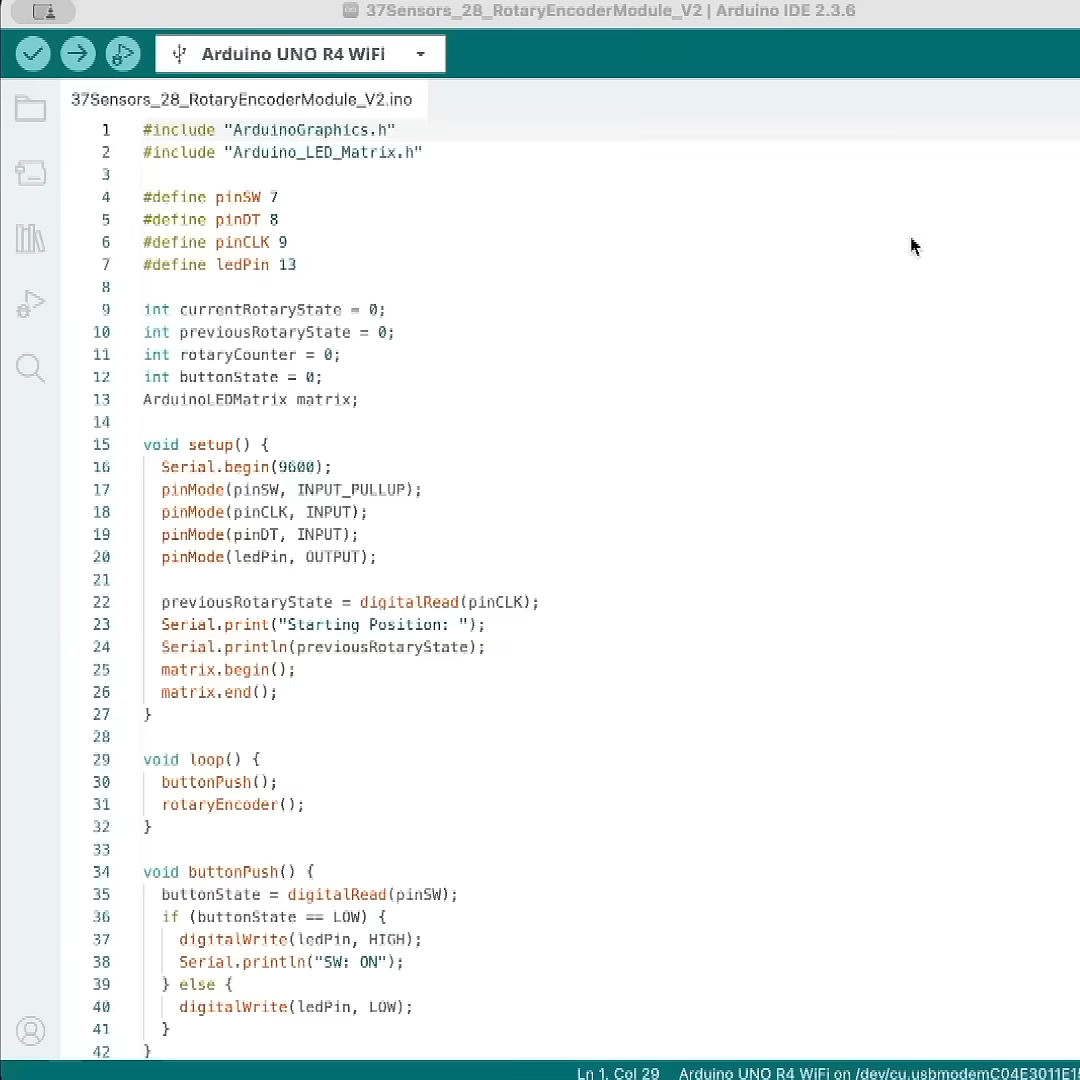 37Sensors_28_RotaryEncoderModule_V2 | Arduino IDE 2.3.6
Arduino UNO R4 WiFi
37Sensors_28_RotaryEncoderModule_V2.ino
1 #include "ArduinoGraphics.h"
2 #include "Arduino_LED_Matrix.h"
3
4 #define pinSW 7
5 #define pinDT 8
6 #define pinCLK 9
7 #define ledPin 13
8
9 int currentRotaryState = 0;
10 int previousRotaryState = 0;
11 int rotaryCounter = 0;
12 int buttonState = 0;
13 ArduinoLEDMatrix matrix;
14
15 void setup() {
16 Serial.begin(9600);
17 pinMode(pinSW, INPUT_PULLUP);
18 pinMode(pinCLK, INPUT);
19 pinMode(pinDT, INPUT);
20 pinMode(ledPin, OUTPUT);
21
22 previousRotaryState = digitalRead(pinCLK);
23 Serial.print("Starting Position: ");
24 Serial.println(previousRotaryState);
25 matrix.begin();
26 matrix.end();
27 }
28
29 void loop() {
30 buttonPush();
31 rotaryEncoder();
32 }
33
34 void buttonPush() {
35 buttonState = digitalRead(pinSW);
36 if (buttonState == LOW) {
37 digitalWrite(ledPin, HIGH);
38 Serial.println("SW: ON");
39 } else {
40 digitalWrite(ledPin, LOW);
41 }
42 }
Ln 1, Col 29 Arduino UNO R4 WiFi on /dev/cu.usbmodemC04E3011E1